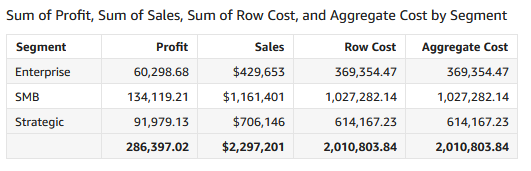 Sum of Profit, Sum of Sales, Sum of Row Cost, and Aggregate Cost by Segment
Segment Profit Sales Row Cost Aggregate Cost
Enterprise 60,298.68 $429,653 369,354.47 369,354.47
SMB 134,119.21 $1,161,401 1,027,282.14 1,027,282.14
Strategic 91,979.13 $706,146 614,167.23 614,167.23
286,397.02 $2,297,201 2,010,803.84 2,010,803.84